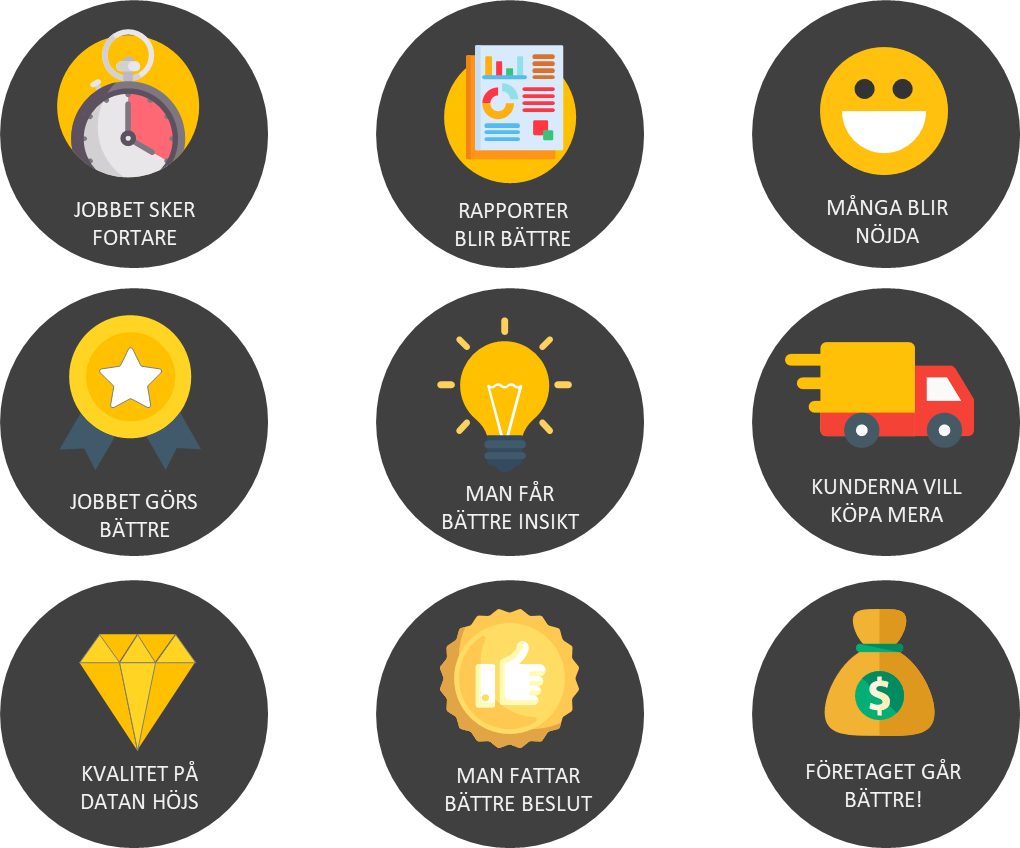 JOBBET SKER
FORTARE
RAPPORTER
BLIR BÄTTRE
MÅNGA BLIR
NÖJDA
JOBBET GÖRS
BÄTTRE
MAN FÅR
BÄTTRE INSIKT
KUNDERNA VILL
KÖPA MERA
KVALITET PÅ
DATAN HÖJS
MAN FATTAR
BÄTTRE BESLUT
$
FÖRETAGET GÅR
BÄTTRE!